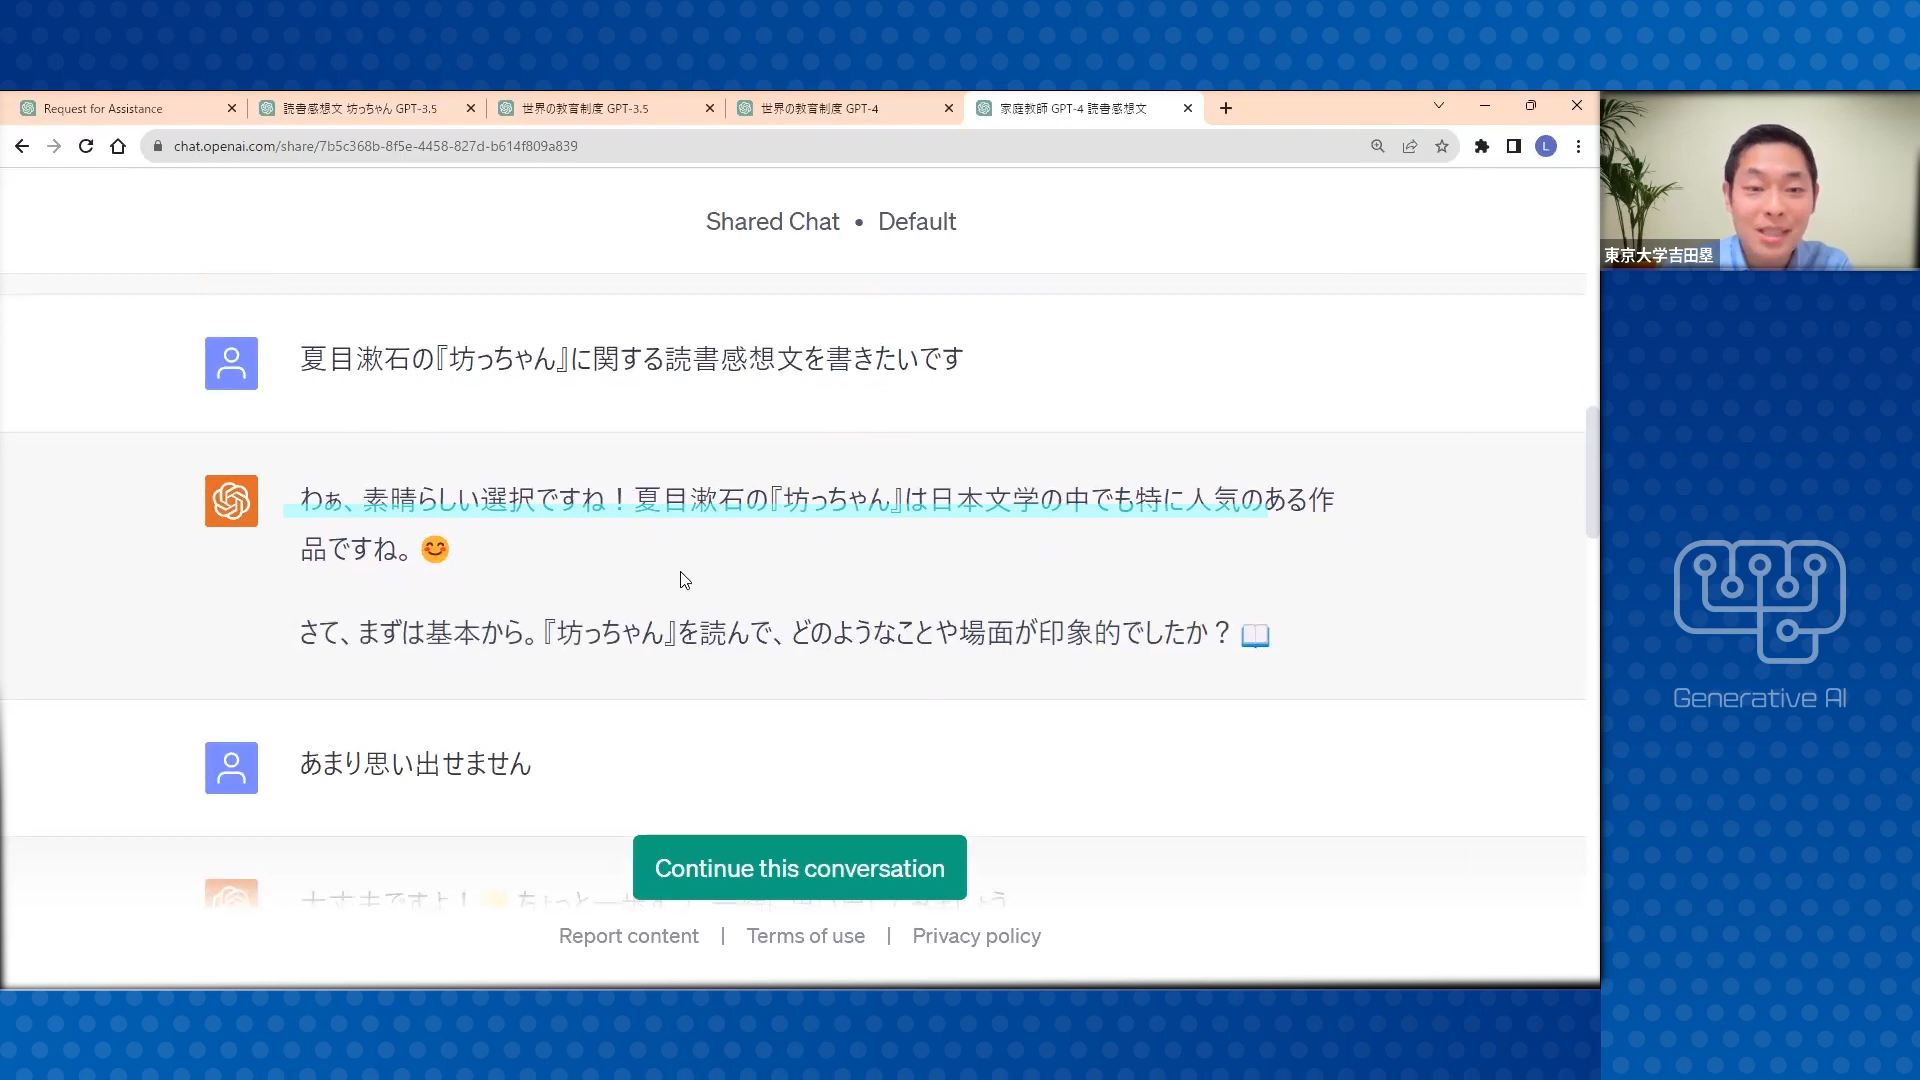 Request for Assistance
読書感想文 坊っちゃん GPT-3.5
世界の教育制度 GPT-3.5
世界の教育制度 GPT-4
家庭教師 GPT-4 読書感想文
chat.openai.com/share/7b5c368b-8f5e-4458-827d-b614f809a839
L
東京大学吉田塁
Shared Chat • Default
夏目漱石の『坊っちゃん』に関する読書感想文を書きたいです
わぁ、素晴らしい選択ですね！夏目漱石の『坊っちゃん』は日本文学の中でも特に人気のある作
品ですね。😊
さて、まずは基本から。『坊っちゃん』を読んで、どのようなことや場面が印象的でしたか？📖
あまり思い出せません
大丈夫ですよ！
Continue this conversation
Report content | Terms of use | Privacy policy
Generative AI